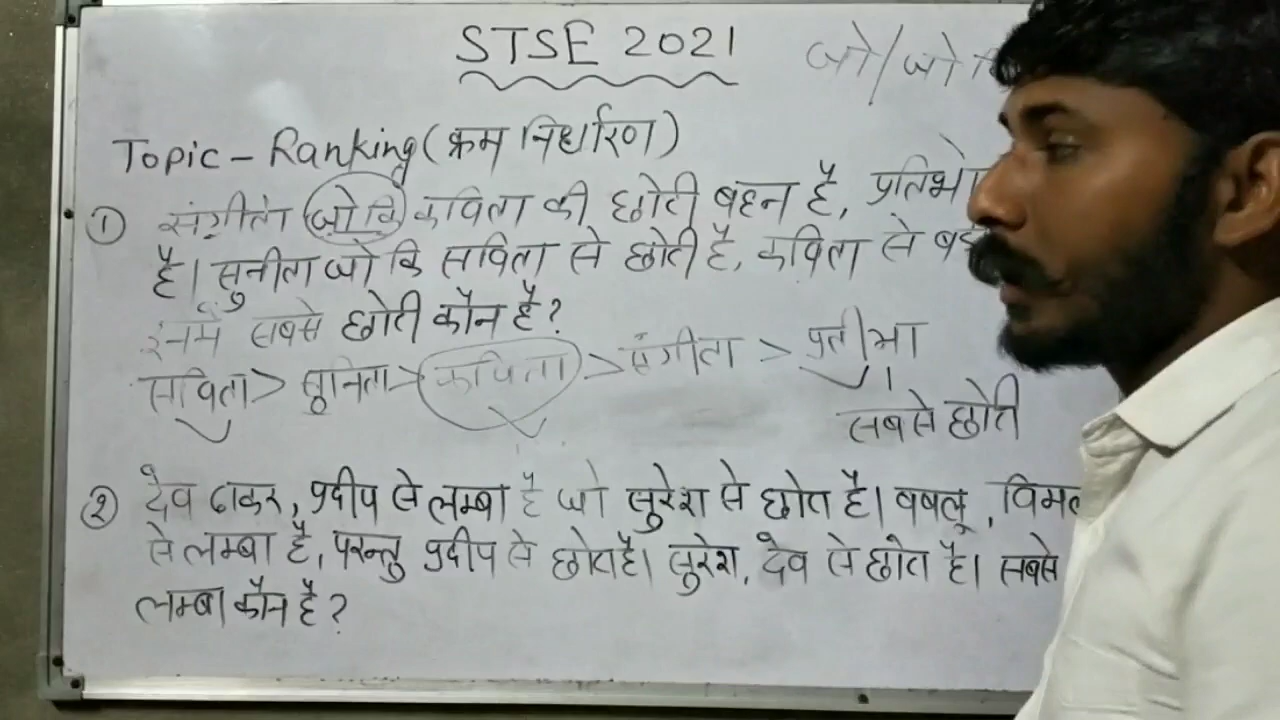 STSE 2021
जो/जो
Topic - Ranking (क्रम निर्धारण)
① संगीता जो कि कविता की छोटी बहन है, प्रतिभा
है। सुनीता जो कि सविता से छोटी है, कविता से
इनमें सबसे छोटी कौन है?
सविता > सुनिता > कविता > संगीता > प्रतीभा
सबसे छोटी
② देव ठाकर, प्रदीप से लम्बा है जो सुरेश से छोटा है। बबलू, विमल
से लम्बा है, परन्तु प्रदीप से छोटा है। सुरेश, देव से छोटा है। सबसे
लम्बा कौन है?